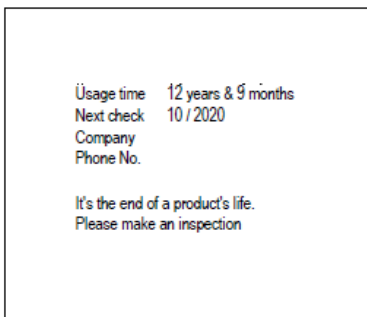 Usage time 12 years & 9 months
Next check 10 / 2020
Company
Phone No.
It's the end of a product's life.
Please make an inspection